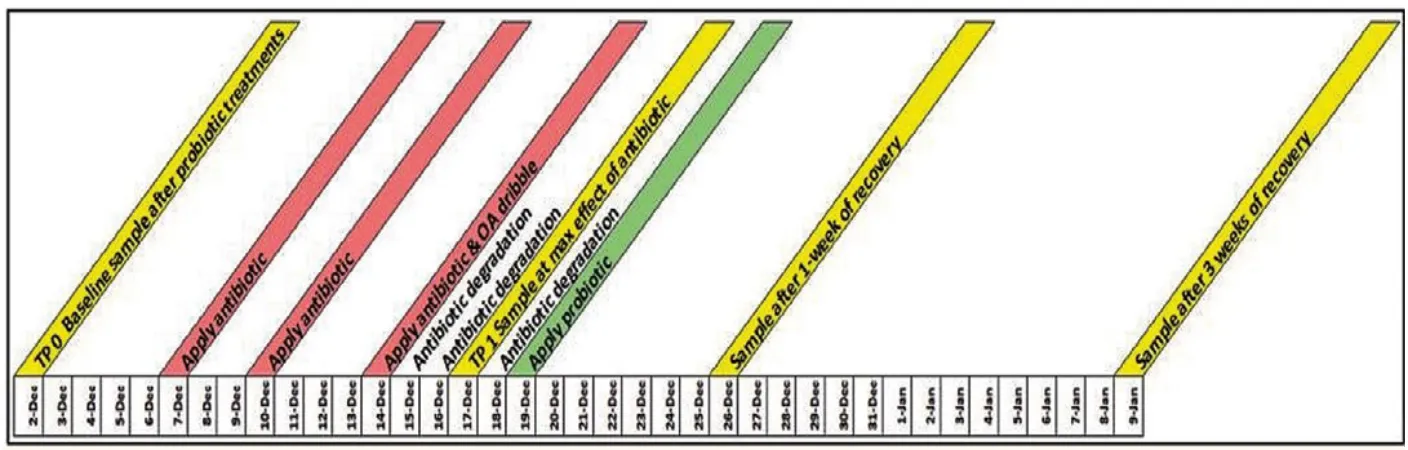 TP 0 Baseline sample after probiotic treatments
Apply antibiotic
Apply antibiotic
Apply antibiotic & OA dribble
Antibiotic degradation
Antibiotic degradation
TP 1 Sample at max effect of antibiotic
Antibiotic degradation
Apply probiotic
Sample after 1-week of recovery
Sample after 3 weeks of recovery
2-Dec
3-Dec
4-Dec
5-Dec
6-Dec
7-Dec
8-Dec
9-Dec
10-Dec
11-Dec
12-Dec
13-Dec
14-Dec
15-Dec
16-Dec
17-Dec
18-Dec
19-Dec
20-Dec
21-Dec
22-Dec
23-Dec
24-Dec
25-Dec
26-Dec
27-Dec
28-Dec
29-Dec
30-Dec
31-Dec
1-Jan
2-Jan
3-Jan
4-Jan
5-Jan
6-Jan
7-Jan
8-Jan
9-Jan